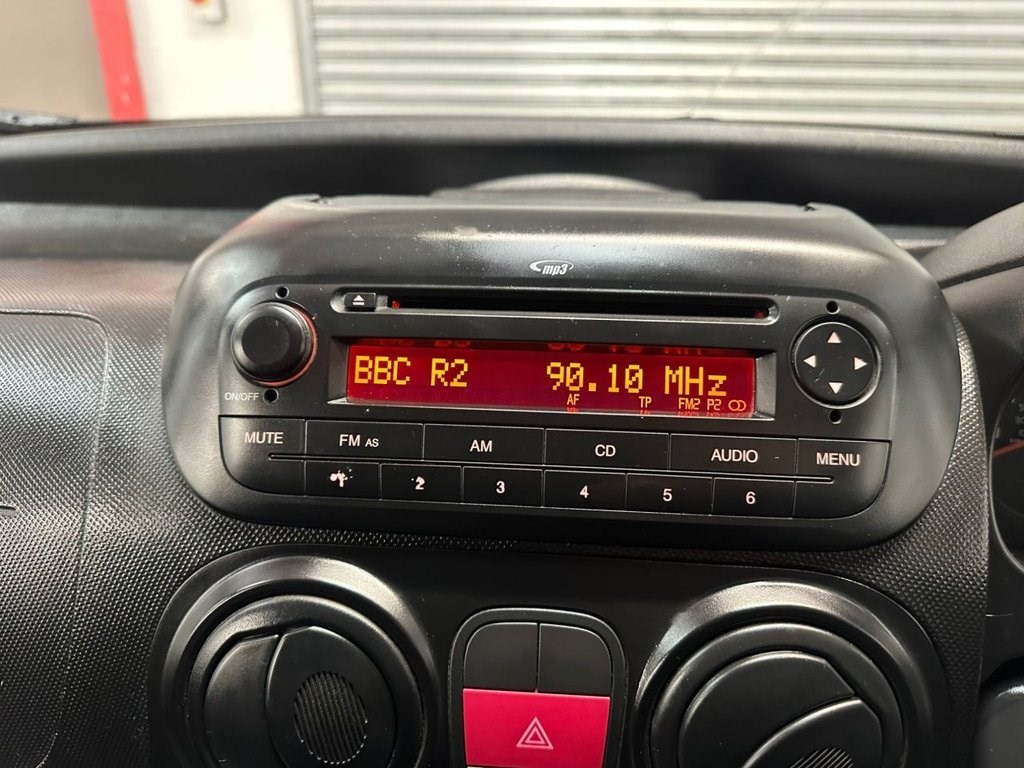 mp3
BBC R2 90.10 MHz
AF TP FM2 P2
ON/OFF
MUTE FM AS AM CD AUDIO MENU
1 2 3 4 5 6